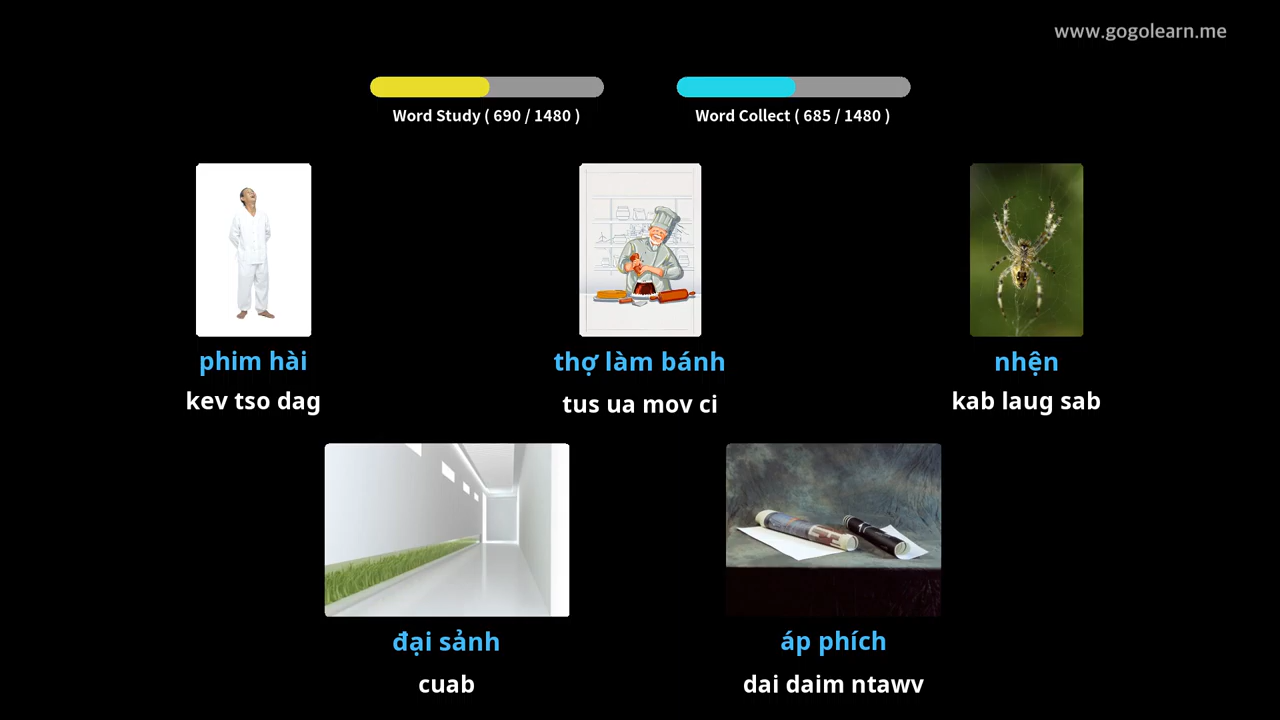 www.gogolearn.me
Word Study ( 690 / 1480 )
Word Collect ( 685 / 1480 )
phim hài
thợ làm bánh
nhện
kev tso dag
tus ua mov ci
kab laug sab
đại sảnh
áp phích
cuab
dai daim ntawv